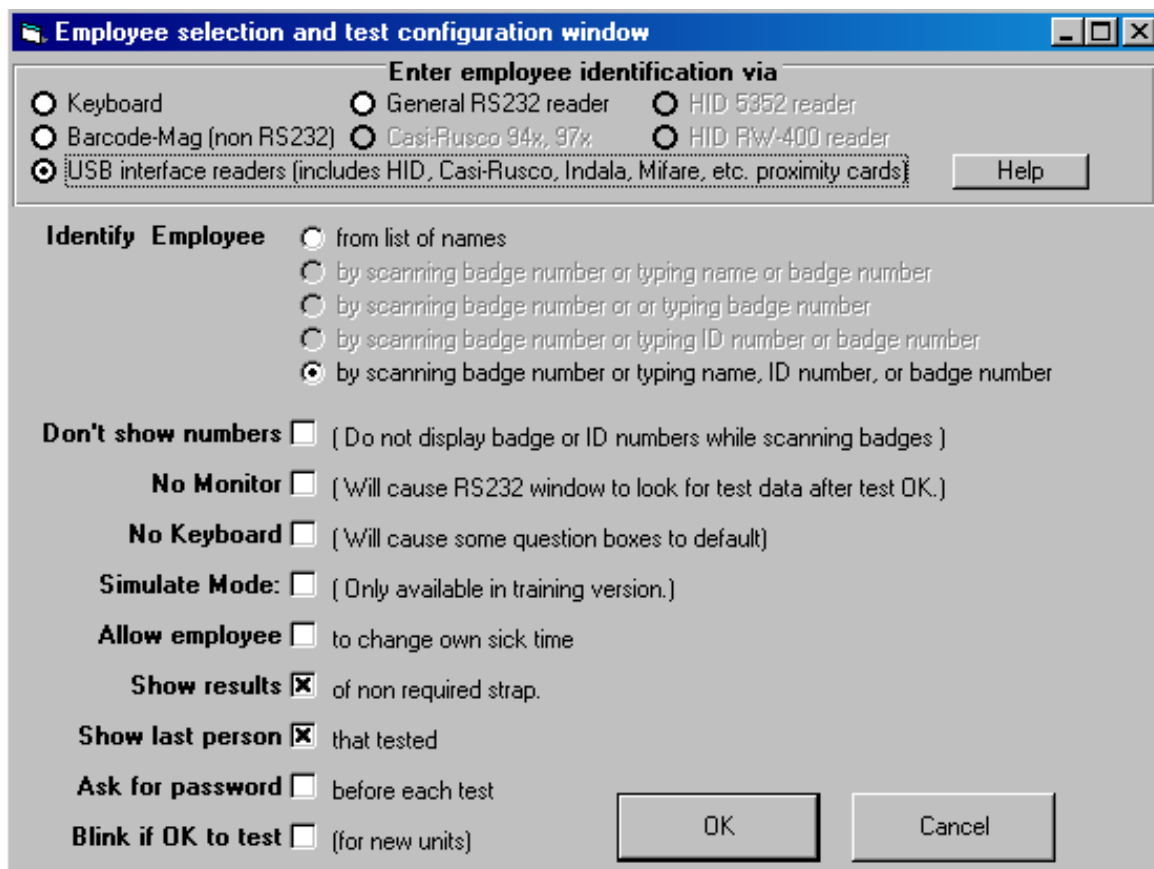 Employee selection and test configuration window
Enter employee identification via
Keyboard General RS232 reader HID 5352 reader
Barcode-Mag (non RS232) Casi-Rusco 94x, 97x HID RW-400 reader
USB interface readers (includes HID, Casi-Rusco, Indala, Mifare, etc. proximity cards) Help
Identify Employee from list of names
by scanning badge number or typing name or badge number
by scanning badge number or or typing badge number
by scanning badge number or typing ID number or badge number
by scanning badge number or typing name, ID number, or badge number
Don't show numbers ( Do not display badge or ID numbers while scanning badges )
No Monitor ( Will cause RS232 window to look for test data after test OK.)
No Keyboard ( Will cause some question boxes to default)
Simulate Mode: ( Only available in training version.)
Allow employee to change own sick time
Show results of non required strap.
Show last person that tested
Ask for password before each test
Blink if OK to test (for new units)
OK Cancel